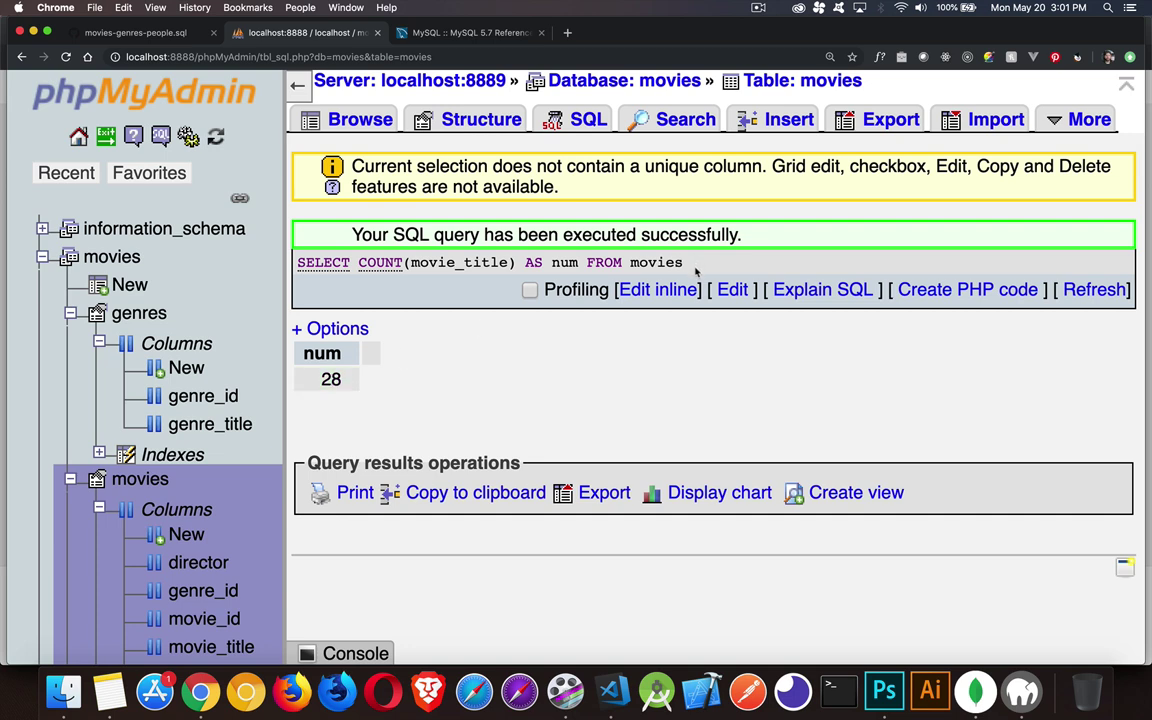 Chrome File Edit View History Bookmarks People Window Help 100% Mon May 20 3:01 PM
movies-genres-people.sql × localhost:8888 / localhost / mo × MySQL :: MySQL 5.7 Referenc × +
localhost:8888/phpMyAdmin/tbl_sql.php?db=movies&table=movies
phpMyAdmin
Recent Favorites
information_schema
movies
New
genres
Columns
New
genre_id
genre_title
Indexes
movies
Columns
New
director
genre_id
movie_id
movie_title
Server: localhost:8889 » Database: movies » Table: movies
Browse Structure SQL Search Insert Export Import More
Current selection does not contain a unique column. Grid edit, checkbox, Edit, Copy and Delete
features are not available.
Your SQL query has been executed successfully.
SELECT COUNT(movie_title) AS num FROM movies
Profiling [Edit inline] [ Edit ] [ Explain SQL ] [ Create PHP code ] [ Refresh]
+ Options
num
28
Query results operations
Print Copy to clipboard Export Display chart Create view
Console
1
Ps Ai